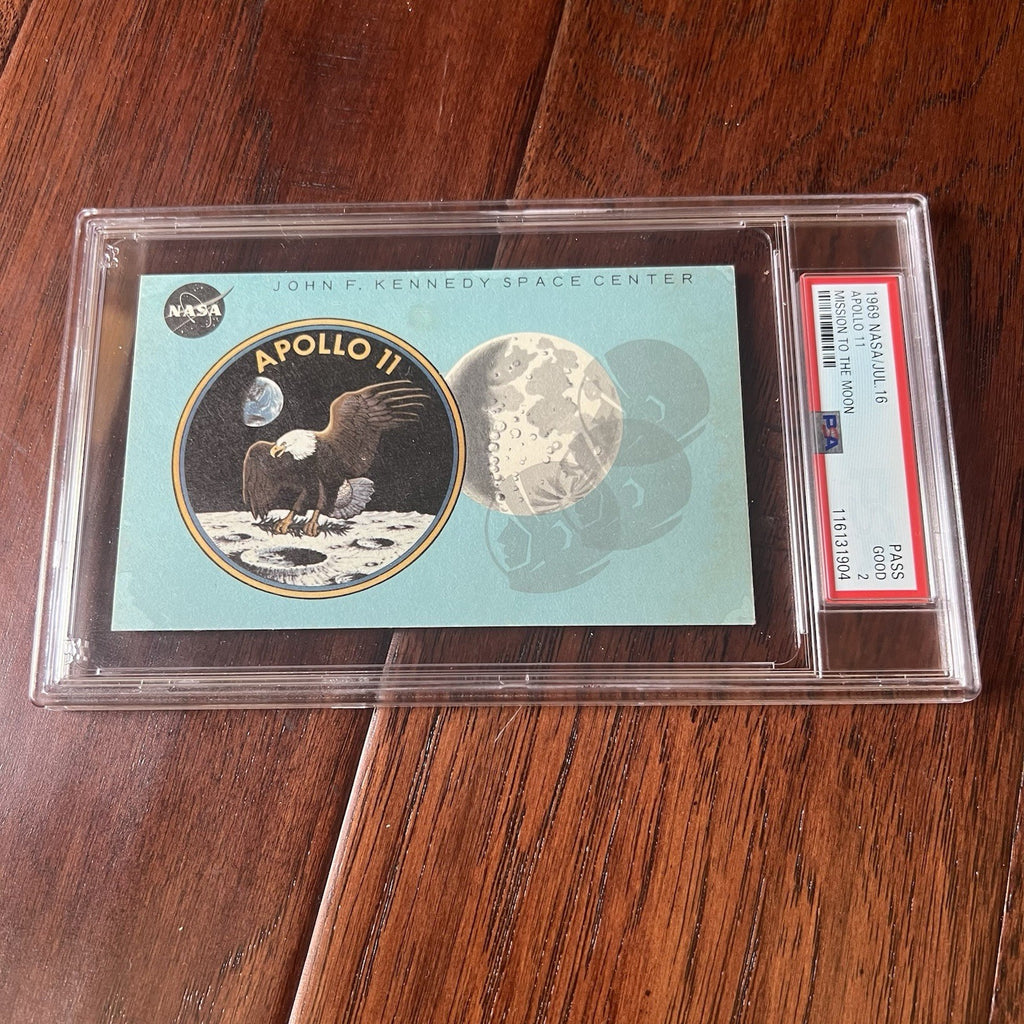 JOHN F. KENNEDY SPACE CENTER
NASA
APOLLO 11
1969 NASA/JUL.16
APOLLO 11
MISSION TO THE MOON
PSA
PASS
GOOD
2
116131904